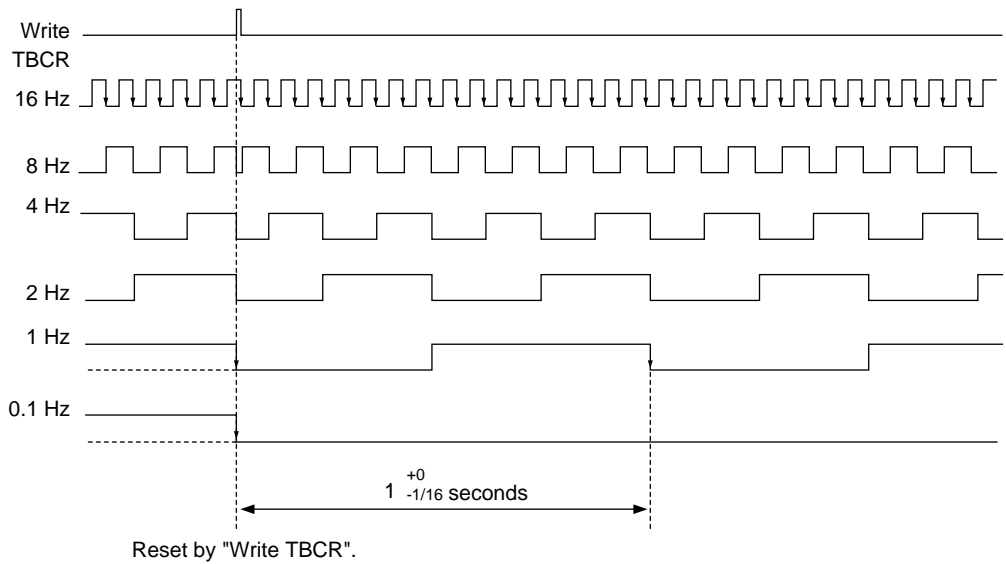 Write
TBCR
16 Hz
8 Hz
4 Hz
2 Hz
1 Hz
0.1 Hz
1 +0 -1/16 seconds
Reset by "Write TBCR".